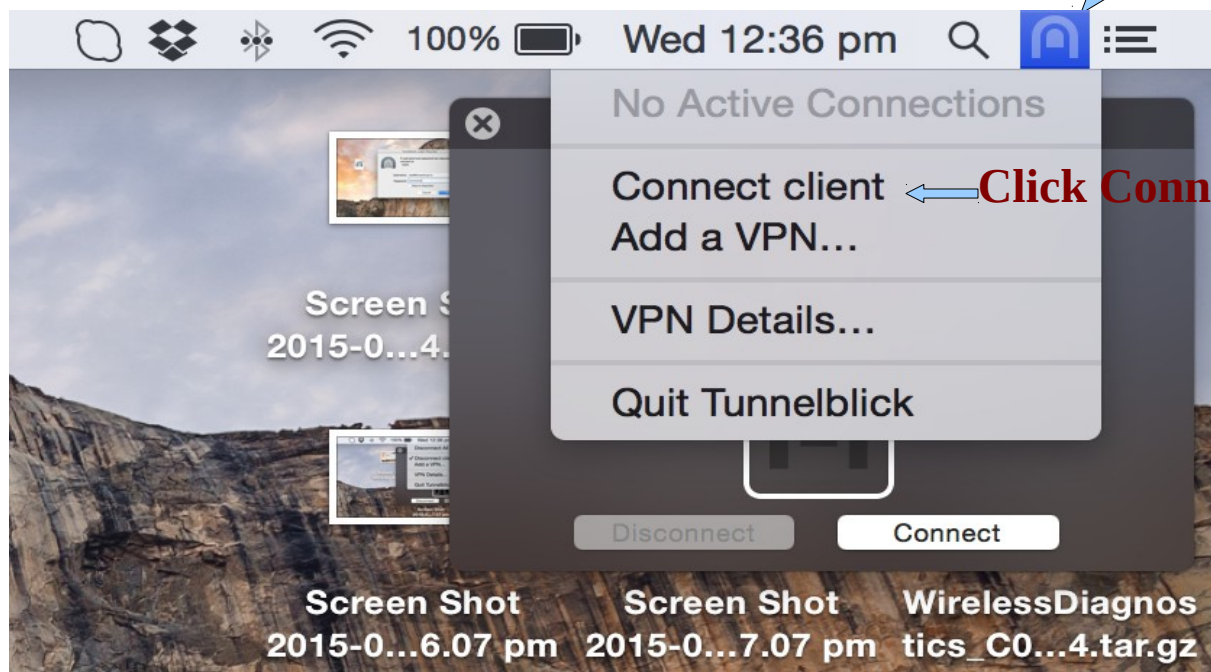 100% Wed 12:36 pm
No Active Connections
Connect client
Click Conn
Add a VPN...
VPN Details...
Quit Tunnelblick
Disconnect Connect
Screen S
2015-0...4.
Screen Shot
2015-0...6.07 pm
Screen Shot
2015-0...7.07 pm
WirelessDiagnos
tics_C0...4.tar.gz